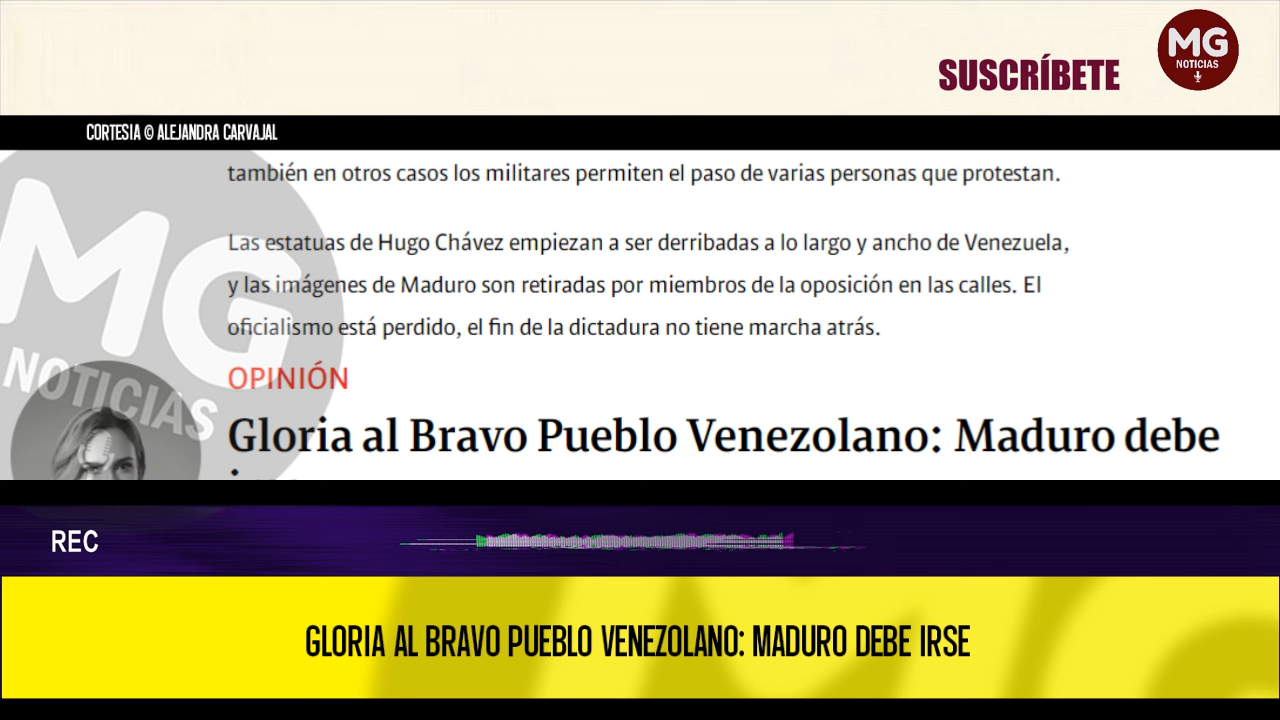 SUSCRÍBETE
MG
NOTICIAS
CORTESIA © ALEJANDRA CARVAJAL
también en otros casos los militares permiten el paso de varias personas que protestan.
Las estatuas de Hugo Chávez empiezan a ser derribadas a lo largo y ancho de Venezuela,
y las imágenes de Maduro son retiradas por miembros de la oposición en las calles. El
oficialismo está perdido, el fin de la dictadura no tiene marcha atrás.
MG
NOTICIAS
OPINIÓN
Gloria al Bravo Pueblo Venezolano: Maduro debe
REC
GLORIA AL BRAVO PUEBLO VENEZOLANO: MADURO DEBE IRSE